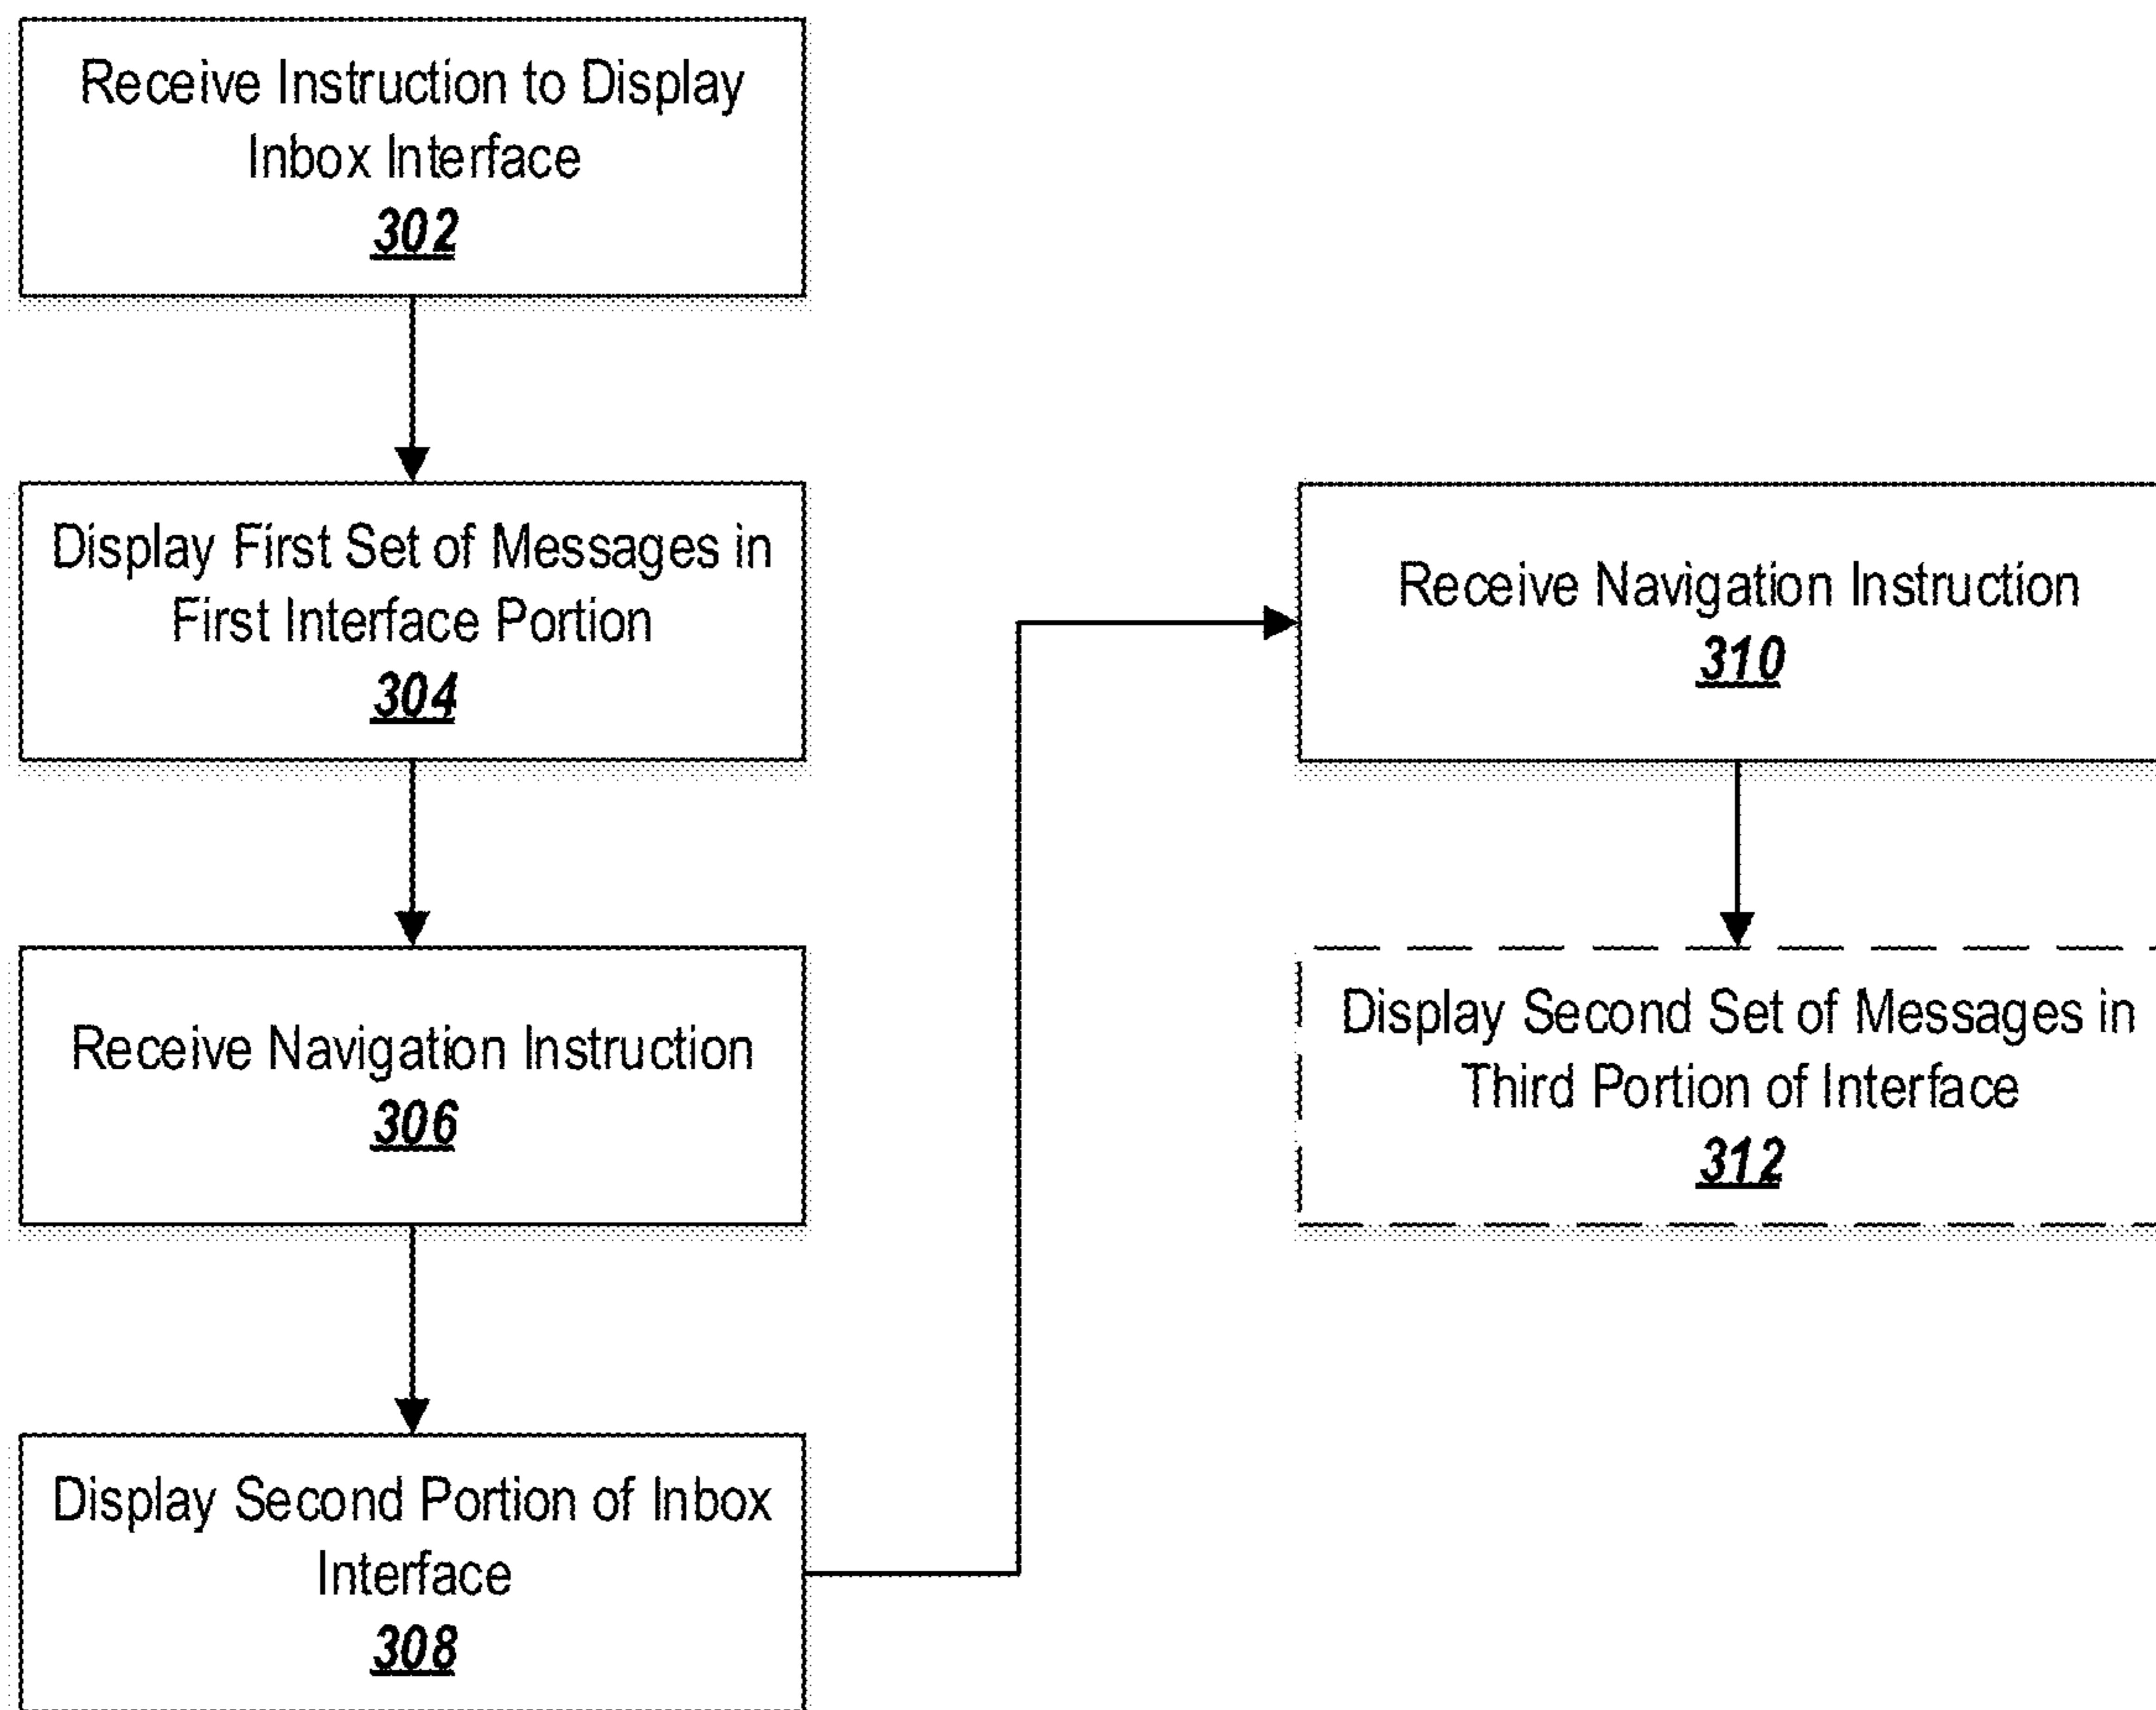 Receive Instruction to Display
Inbox Interface
302
Display First Set of Messages in
First Interface Portion
304
Receive Navigation Instruction
306
Display Second Portion of Inbox
Interface
308
Receive Navigation Instruction
310
Display Second Set of Messages in
Third Portion of Interface
312